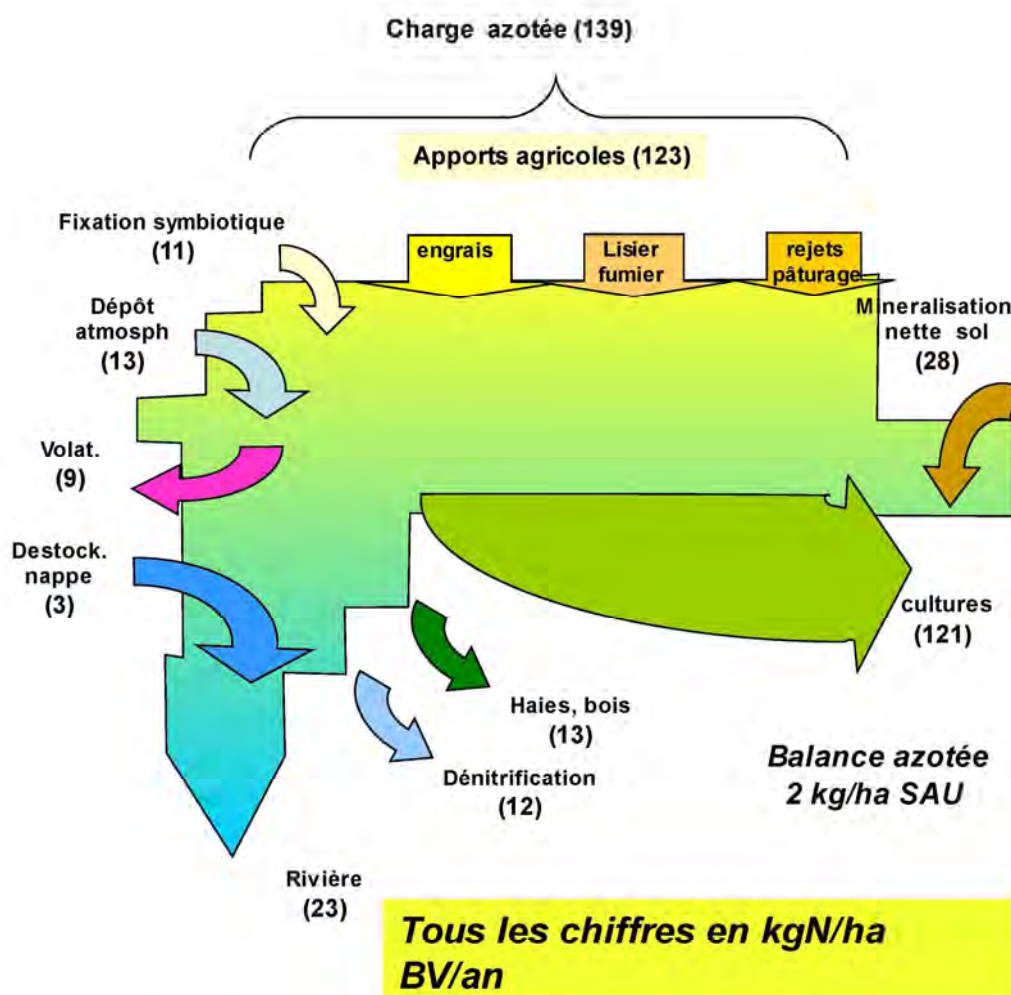 Charge azotée (139)
Apports agricoles (123)
Fixation symbiotique
(11)
engrais
Lisier
fumier
rejets
pâturage
Dépôt
atmosph
(13)
Mineralisation
nette sol
(28)
Volat.
(9)
Destock.
nappe
(3)
cultures
(121)
Haies, bois
(13)
Dénitrification
(12)
Balance azotée
2 kg/ha SAU
Rivière
(23)
Tous les chiffres en kgN/ha
BV/an